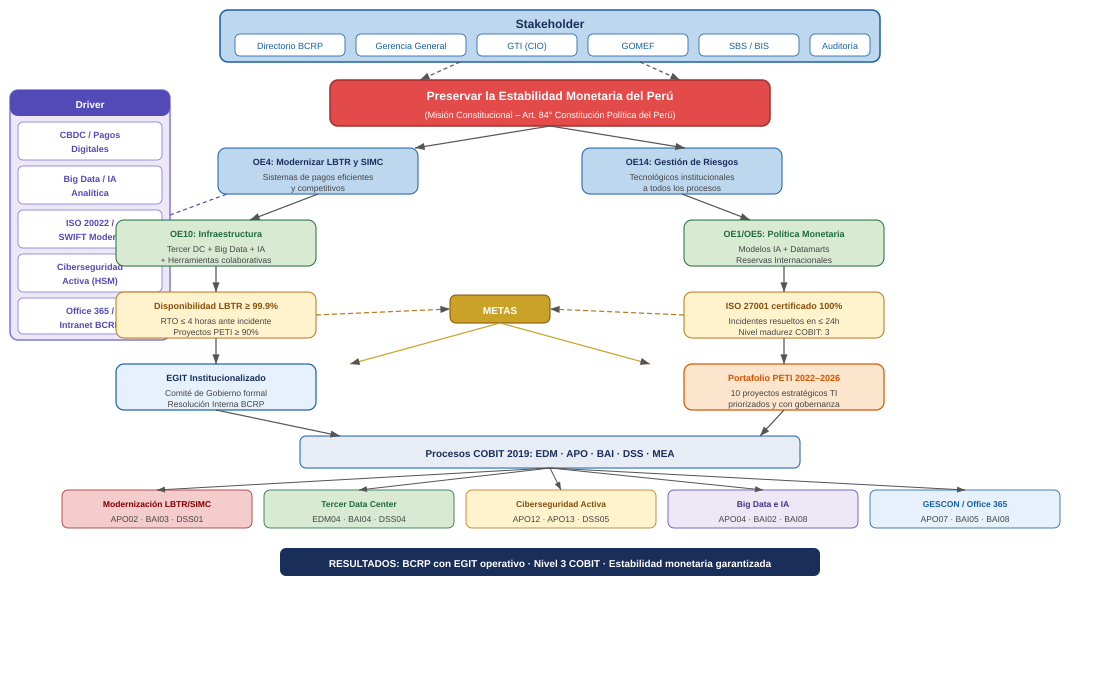 Stakeholder
Directorio BCRP
Gerencia General
GTI (CIO)
GOMEF
SBS / BIS
Auditoría
Preservar la Estabilidad Monetaria del Perú
(Misión Constitucional – Art. 84° Constitución Política del Perú)
Driver
CBDC / Pagos
Digitales
Big Data / IA
Analítica
ISO 20022 /
SWIFT
Ciberseguridad
Activa (HSM)
Office 365 /
Intranet
OE4: Modernizar LBTR y SIMC
Sistemas de pagos eficientes
y competitivos
OE14: Gestión de Riesgos
Tecnológicos institucionales
a todos los procesos
OE10: Infraestructura
Tercer DC + Big Data + IA
+ Herramientas colaborativas
OE1/OE5: Política Monetaria
Modelos IA + Datamarts
Reservas Internacionales
Disponibilidad LBTR ≥ 99.9%
RTO ≤ 4 horas ante incidente
Proyectos PETI ≥ 90%
METAS
ISO 27001 certificado 100%
Incidentes resueltos en ≤ 24h
Nivel madurez COBIT: 3
EGIT Institucionalizado
Comité de Gobierno formal
Resolución Interna BCRP
Portafolio PETI 2022–2026
10 proyectos estratégicos TI
priorizados y con gobernanza
Procesos COBIT 2019: EDM · APO · BAI · DSS · MEA
Modernización LBTR/SIMC
APO02 · BAI03 · DSS01
Tercer Data Center
EDM04 · BAI04 · DSS04
Ciberseguridad Activa
APO12 · APO13 · DSS05
Big Data e IA
APO04 · BAI02 · BAI08
GESCON / Office 365
APO07 · BAI05 · BAI08
RESULTADOS: BCRP con EGIT operativo · Nivel 3 COBIT · Estabilidad monetaria garantizada